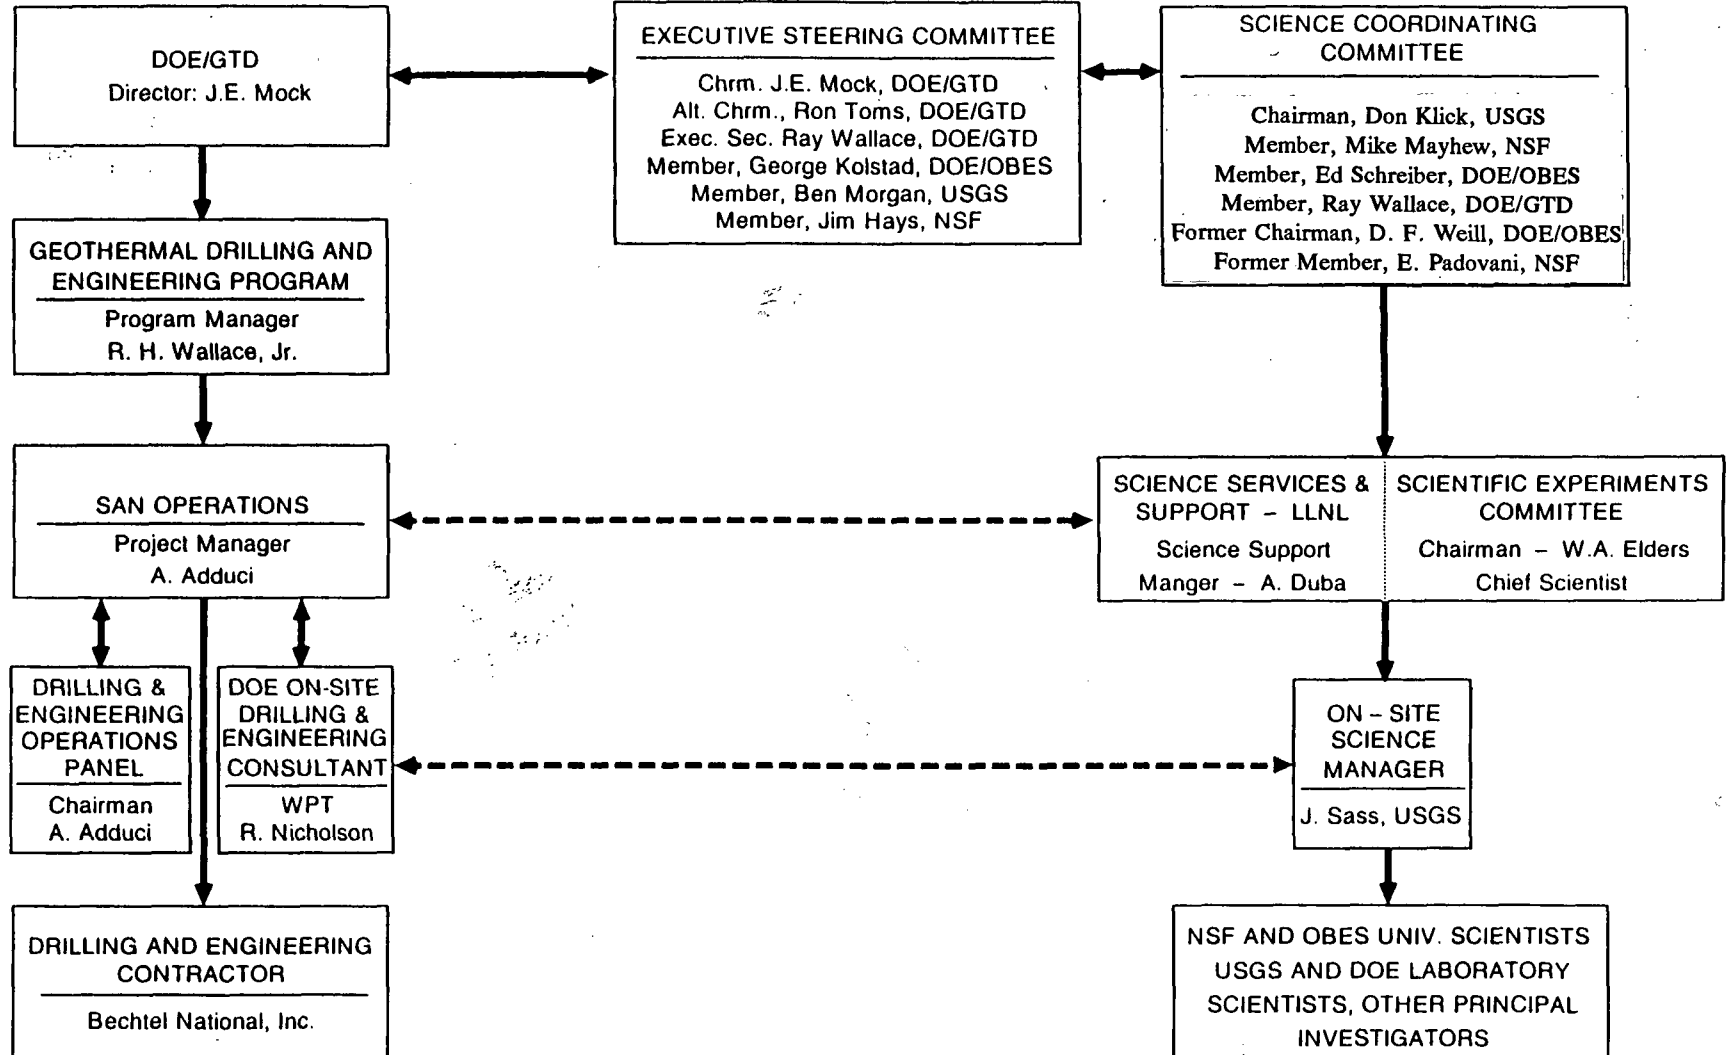 DOE/GTD
Director: J.E. Mock
EXECUTIVE STEERING COMMITTEE
Chrm. J.E. Mock, DOE/GTD
Alt. Chrm., Ron Toms, DOE/GTD
Exec. Sec. Ray Wallace, DOE/GTD
Member, George Kolstad, DOE/OBES
Member, Ben Morgan, USGS
Member, Jim Hays, NSF
SCIENCE COORDINATING
COMMITTEE
Chairman, Don Klick, USGS
Member, Mike Mayhew, NSF
Member, Ed Schreiber, DOE/OBES
Member, Ray Wallace, DOE/GTD
Former Chairman, D. F. Weill, DOE/OBES
Former Member, E. Padovani, NSF
GEOTHERMAL DRILLING AND
ENGINEERING PROGRAM
Program Manager
R. H. Wallace, Jr.
SAN OPERATIONS
Project Manager
A. Adduci
SCIENCE SERVICES &
SUPPORT – LLNL
Science Support
Manger – A. Duba
SCIENTIFIC EXPERIMENTS
COMMITTEE
Chairman – W.A. Elders
Chief Scientist
DRILLING &
ENGINEERING
OPERATIONS
PANEL
Chairman
A. Adduci
DOE ON-SITE
DRILLING &
ENGINEERING
CONSULTANT
WPT
R. Nicholson
ON – SITE
SCIENCE
MANAGER
J. Sass, USGS
DRILLING AND ENGINEERING
CONTRACTOR
Bechtel National, Inc.
NSF AND OBES UNIV. SCIENTISTS
USGS AND DOE LABORATORY
SCIENTISTS, OTHER PRINCIPAL
INVESTIGATORS